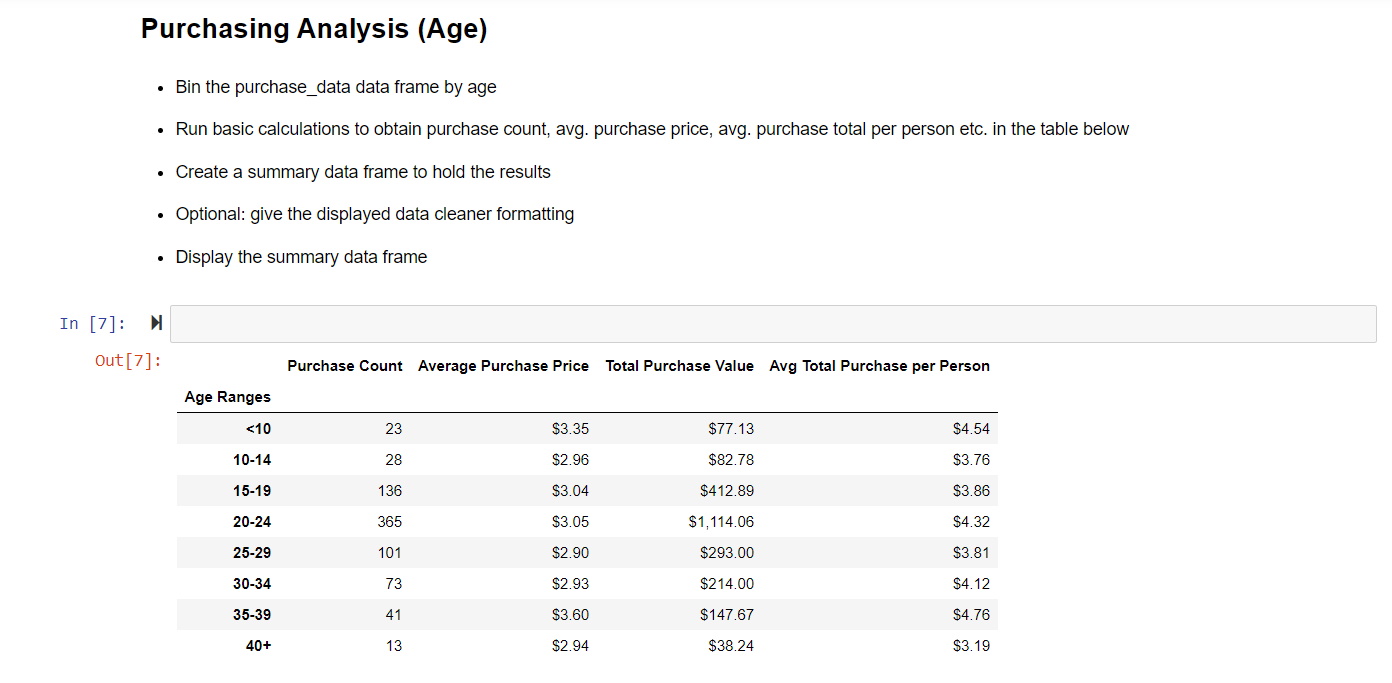 Purchasing Analysis (Age)
• Bin the purchase_data data frame by age
• Run basic calculations to obtain purchase count, avg. purchase price, avg. purchase total per person etc. in the table below
• Create a summary data frame to hold the results
• Optional: give the displayed data cleaner formatting
• Display the summary data frame
In [7]:
Out[7]:
Purchase Count Average Purchase Price Total Purchase Value Avg Total Purchase per Person
Age Ranges
<10 23 $3.35 $77.13 $4.54
10-14 28 $2.96 $82.78 $3.76
15-19 136 $3.04 $412.89 $3.86
20-24 365 $3.05 $1,114.06 $4.32
25-29 101 $2.90 $293.00 $3.81
30-34 73 $2.93 $214.00 $4.12
35-39 41 $3.60 $147.67 $4.76
40+ 13 $2.94 $38.24 $3.19